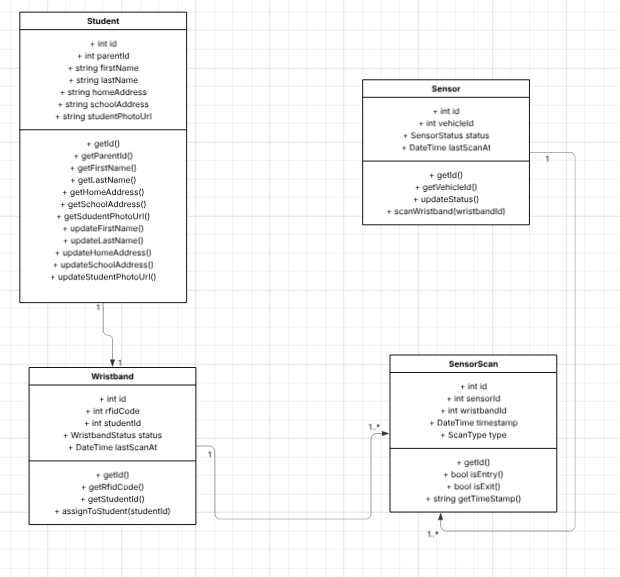 Student
+ int id
+ int parentId
+ string firstName
+ string lastName
+ string homeAddress
+ string schoolAddress
+ string studentPhotoUrl
+ getId()
+ getParentId()
+ getFirstName()
+ getLastName()
+ getHomeAddress()
+ getSchoolAddress()
+ getSdudentPhotoUrl()
+ updateFirstName()
+ updateLastName()
+ updateHomeAddress()
+ updateSchoolAddress()
+ updateStudentPhotoUrl()
1
1
Sensor
+ int id
+ int vehicleId
+ SensorStatus status
+ DateTime lastScanAt
+ getId()
+ getVehicleId()
+ updateStatus()
+ scanWristband(wristbandId)
1
Wristband
+ int id
+ int rfidCode
+ int studentId
+ WristbandStatus status
+ DateTime lastScanAt
+ getId()
+ getRfidCode()
+ getStudentId()
+ assignToStudent(studentId)
1
1..*
SensorScan
+ int id
+ int sensorId
+ int wristbandId
+ DateTime timestamp
+ ScanType type
+ getId()
+ bool isEntry()
+ bool isExit()
+ string getTimeStamp()
1..*